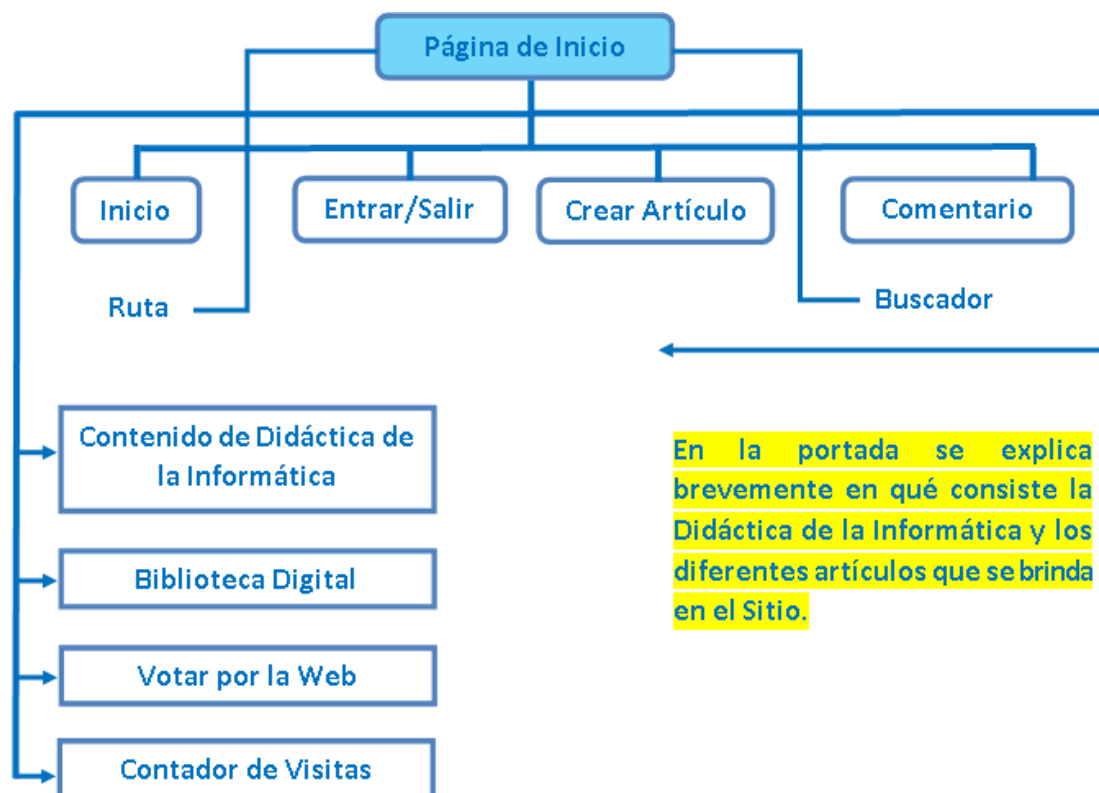 Página de Inicio
Inicio
Entrar/Salir
Crear Artículo
Comentario
Ruta
Buscador
Contenido de Didáctica de
la Informática
Biblioteca Digital
Votar por la Web
Contador de Visitas
En la portada se explica
brevemente en qué consiste la
Didáctica de la Informática y los
diferentes artículos que se brinda
en el Sitio.